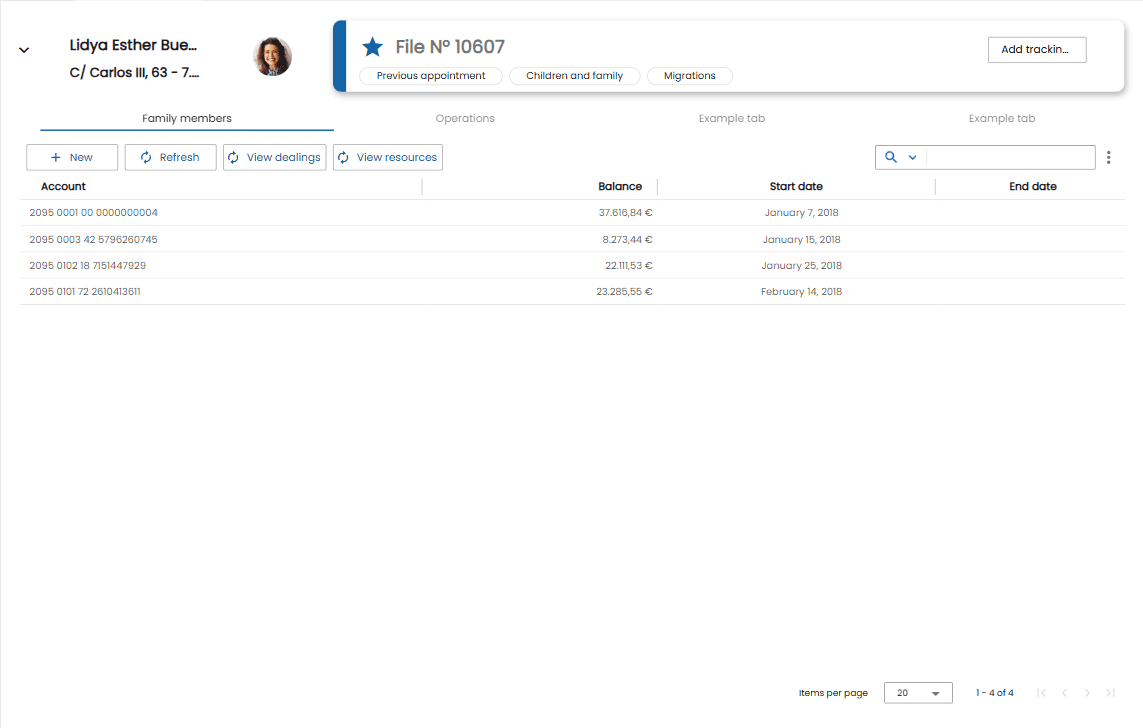 Lidya Esther Bue...
C/ Carlos III, 63 - 7....
File Nº 10607
Add trackin...
Previous appointment Children and family Migrations
Family members Operations Example tab Example tab
New Refresh View dealings View resources
Account Balance Start date End date
2095 0001 00 0000000004 37.616,84 € January 7, 2018
2095 0003 42 5796260745 8.273,44 € January 15, 2018
2095 0102 18 7151447929 22.111,53 € January 25, 2018
2095 0101 72 2610413611 23.285,55 € February 14, 2018
Items per page 20 1 - 4 of 4